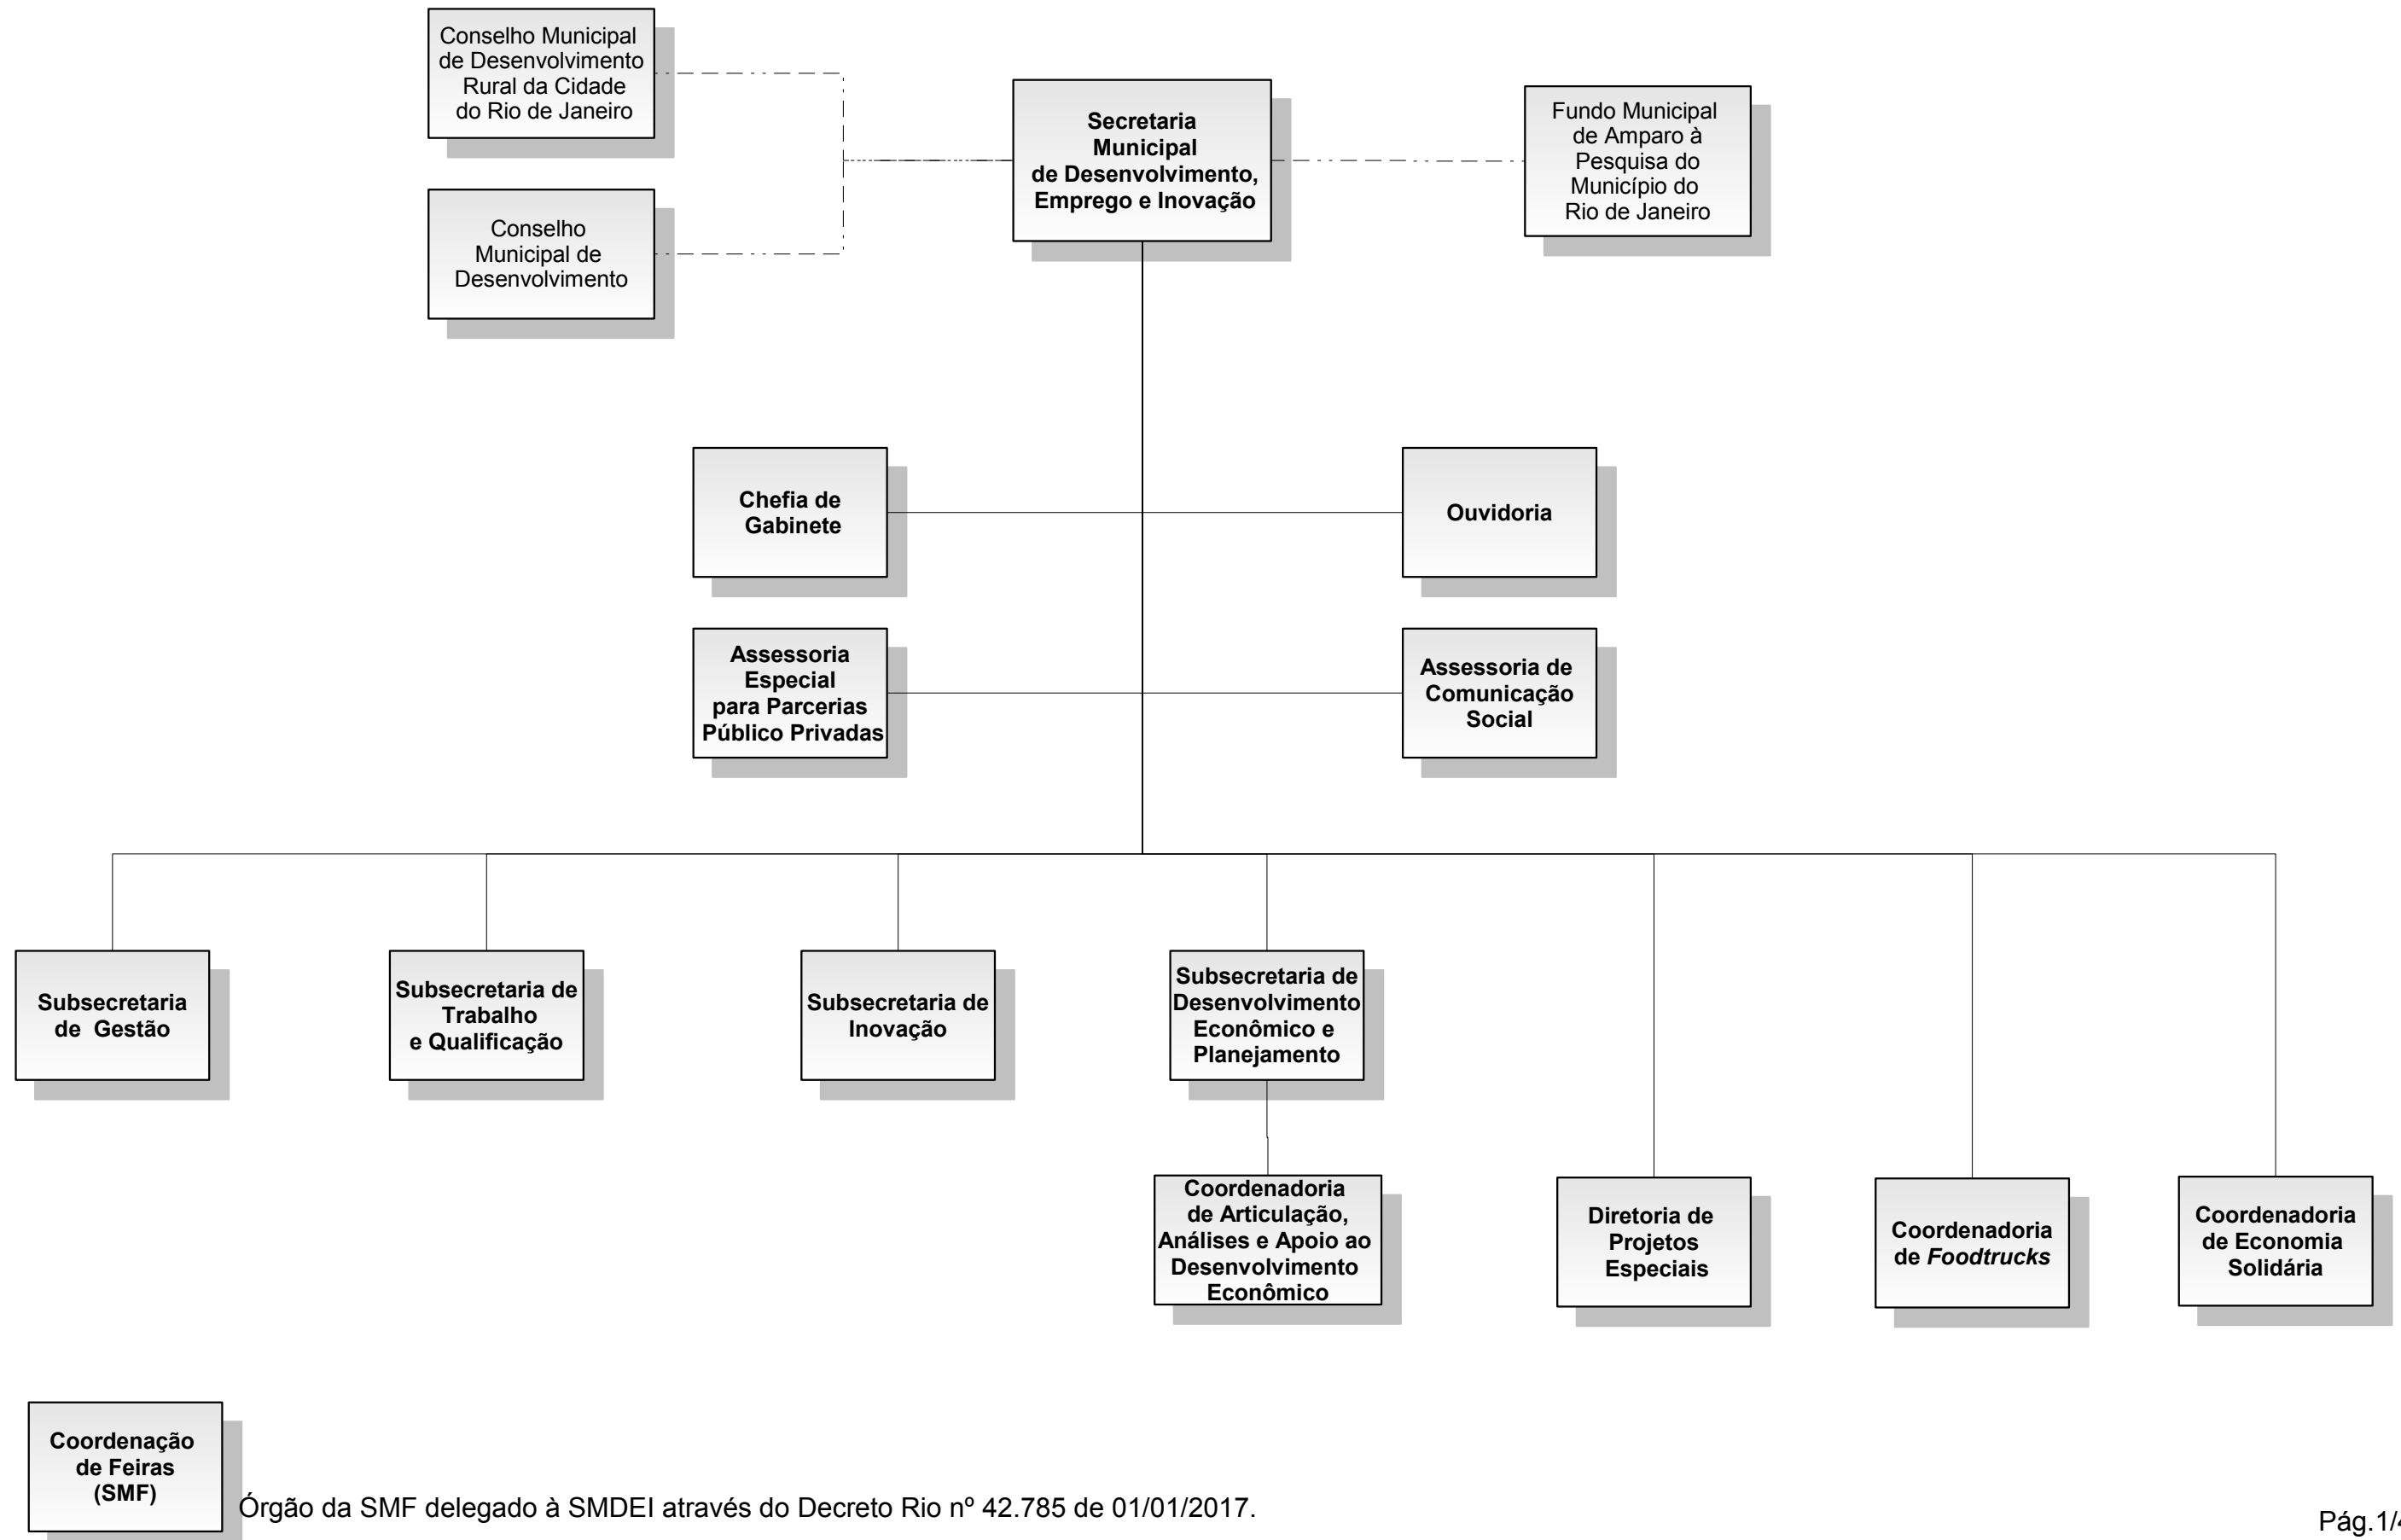 Conselho Municipal
de Desenvolvimento
Rural da Cidade
do Rio de Janeiro
Secretaria
Municipal
de Desenvolvimento,
Emprego e Inovação
Fundo Municipal
de Amparo à
Pesquisa do
Município do
Rio de Janeiro
Conselho
Municipal de
Desenvolvimento
Chefia de
Gabinete
Ouvidoria
Assessoria
Especial
para Parcerias
Público Privadas
Assessoria de
Comunicação
Social
Subsecretaria
de Gestão
Subsecretaria de
Trabalho
e Qualificação
Subsecretaria de
Inovação
Subsecretaria de
Desenvolvimento
Econômico e
Planejamento
Coordenadoria
de Articulação,
Análises e Apoio ao
Desenvolvimento
Econômico
Diretoria de
Projetos
Especiais
Coordenadoria
de Foodtrucks
Coordenadoria
de Economia
Solidária
Coordenação
de Feiras
(SMF)
Órgão da SMF delegado à SMDEI através do Decreto Rio nº 42.785 de 01/01/2017.
Pág.1/4